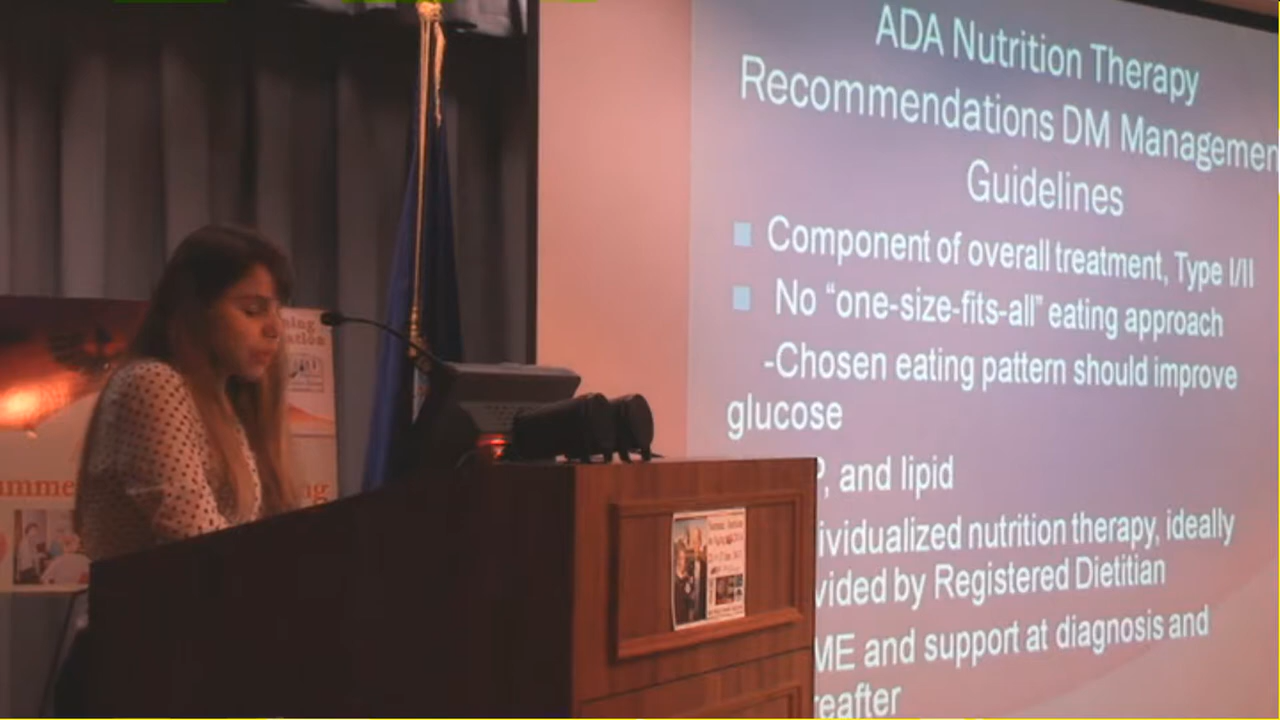 ADA Nutrition Therapy
Recommendations DM Managemen
Guidelines
Component of overall treatment, Type I/II
No “one-size-fits-all” eating approach
-Chosen eating pattern should improve
glucose
P, and lipid
ividualized nutrition therapy, ideally
vided by Registered Dietitian
ME and support at diagnosis and
reafter